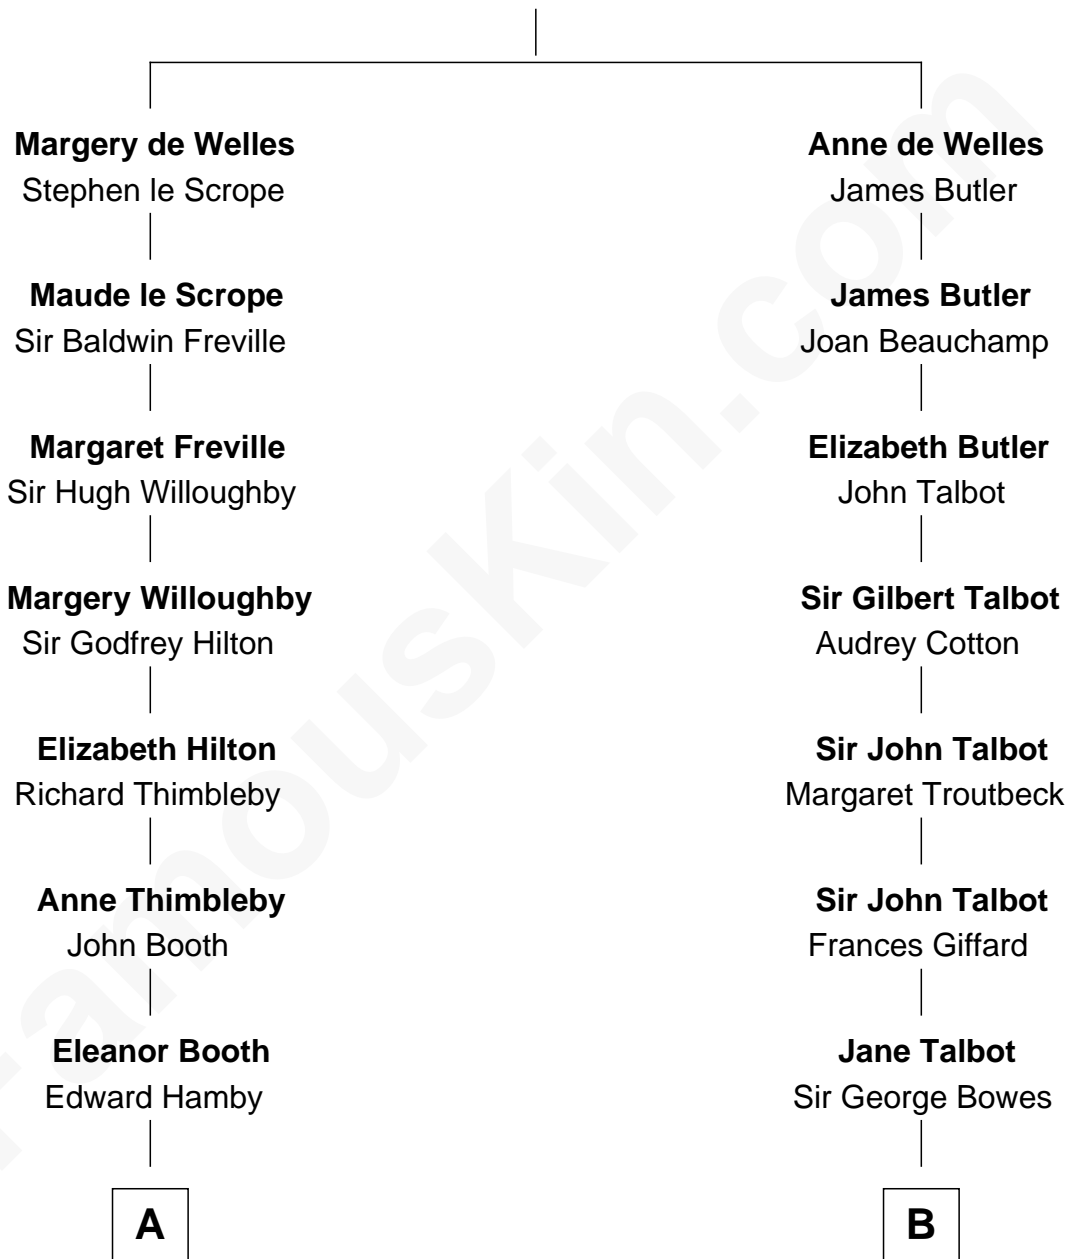 Margery de Welles
Stephen le Scrope
Maude le Scrope
Sir Baldwin Freville
Margaret Freville
Sir Hugh Willoughby
Margery Willoughby
Sir Godfrey Hilton
Elizabeth Hilton
Richard Thimbleby
Anne Thimbleby
John Booth
Eleanor Booth
Edward Hamby
A
Anne de Welles
James Butler
James Butler
Joan Beauchamp
Elizabeth Butler
John Talbot
Sir Gilbert Talbot
Audrey Cotton
Sir John Talbot
Margaret Troutbeck
Sir John Talbot
Frances Giffard
Jane Talbot
Sir George Bowes
B
FamousKin.com